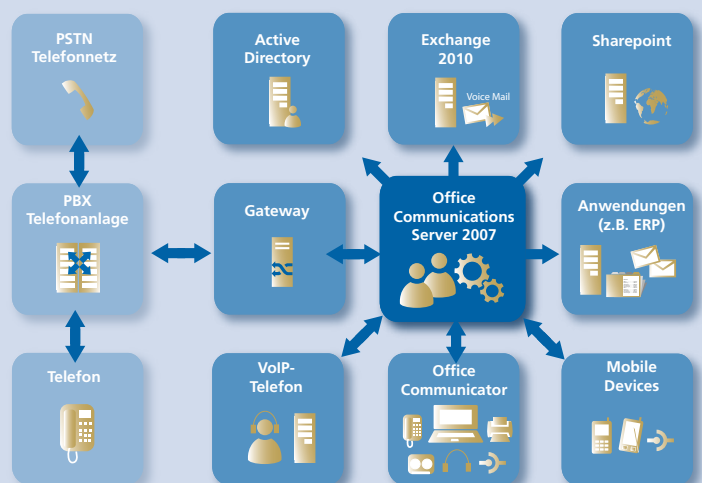 PSTN
Telefonnetz
Active
Directory
Exchange
2010
Voice Mail
Sharepoint
PBX
Telefonanlage
Gateway
Office
Communications
Server 2007
Anwendungen
(z.B. ERP)
Telefon
VoIP-
Telefon
Office
Communicator
Mobile
Devices